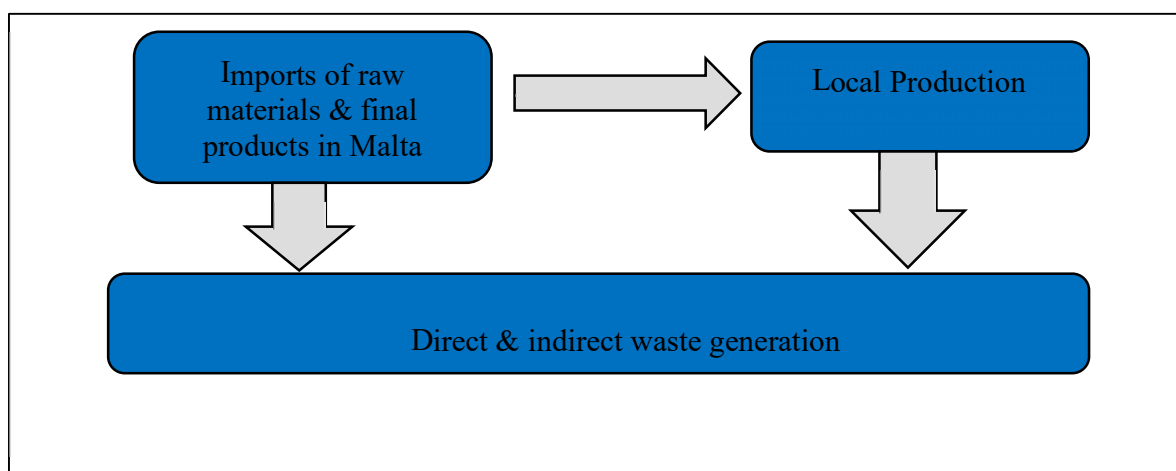 Imports of raw
materials & final
products in Malta
Local Production
Direct & indirect waste generation